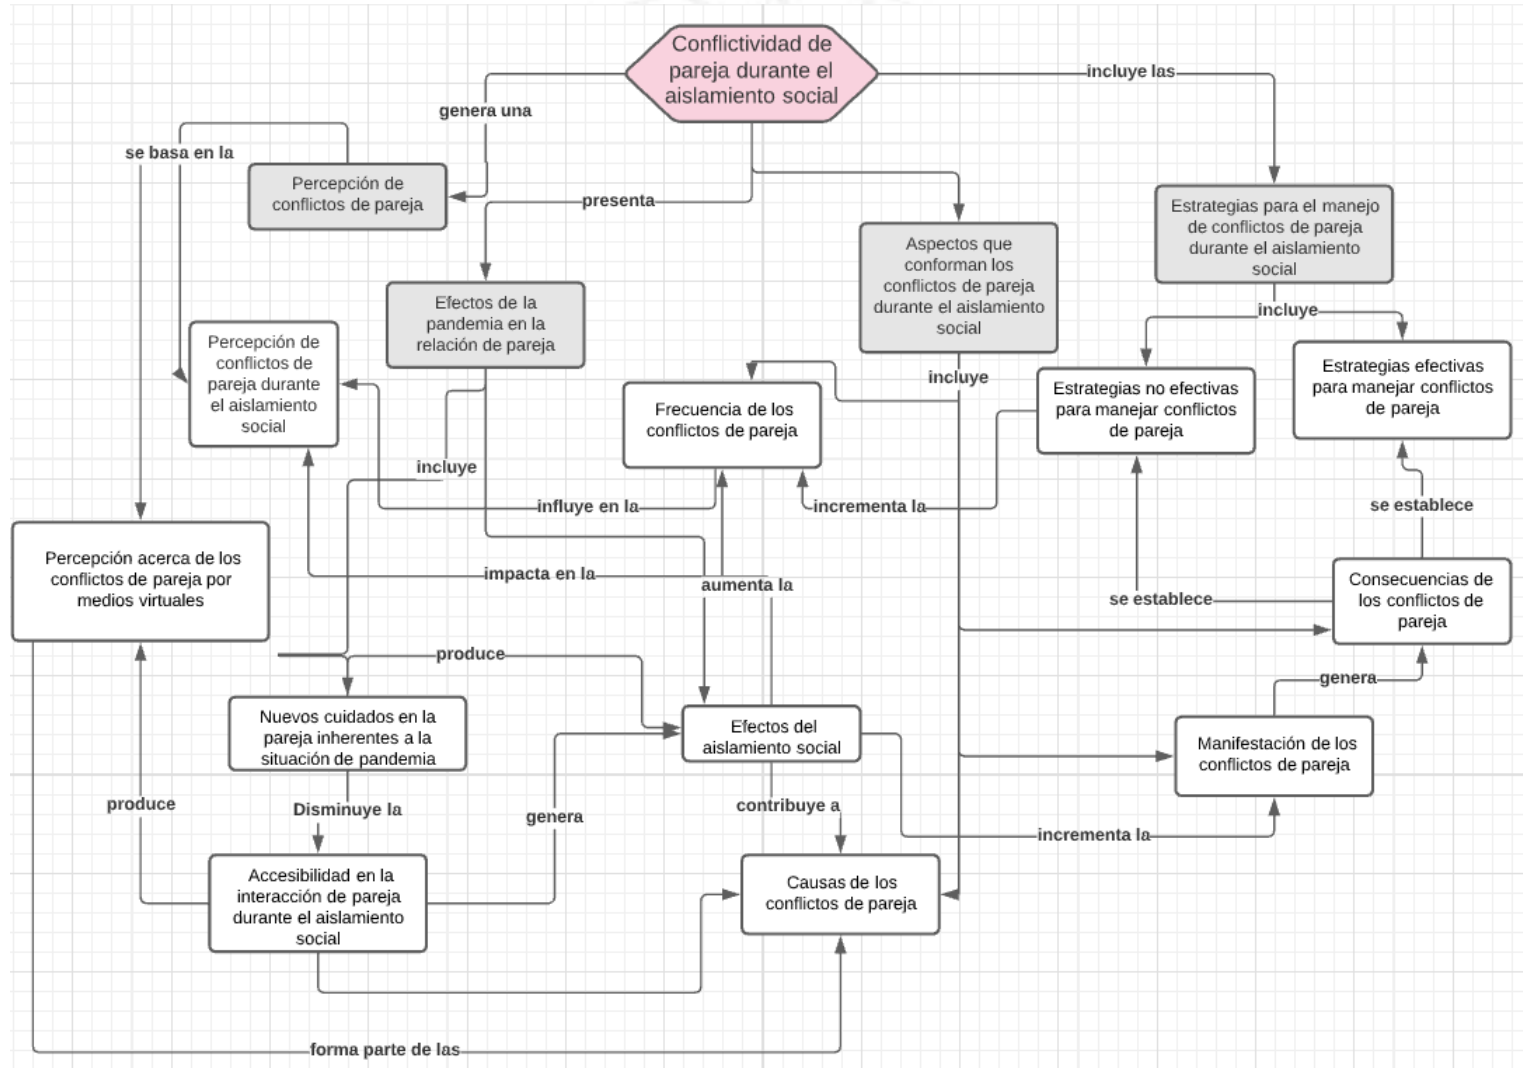 Conflictividad de
pareja durante el
aislamiento social
incluye las
genera una
se basa en la
Percepción de
conflictos de pareja
presenta
Estrategias para el manejo
de conflictos de pareja
durante el aislamiento
social
Aspectos que
conforman los
conflictos de pareja
durante el aislamiento
social
Efectos de la
pandemia en la
relación de pareja
incluye
Percepción de
conflictos de
pareja durante
el aislamiento
social
Estrategias efectivas
para manejar conflictos
de pareja
incluye
Estrategias no efectivas
para manejar conflictos
de pareja
Frecuencia de los
conflictos de pareja
incluye
influye en la
incrementa la
se establece
Percepción acerca de los
conflictos de pareja por
medios virtuales
impacta en la
aumenta la
se establece
Consecuencias de
los conflictos de
pareja
produce
genera
Nuevos cuidados en la
pareja inherentes a la
situación de pandemia
Efectos del
aislamiento social
Manifestación de los
conflictos de pareja
produce
Disminuye la
genera
contribuye a
incrementa la
Accesibilidad en la
interacción de pareja
durante el aislamiento
social
Causas de los
conflictos de pareja
forma parte de las